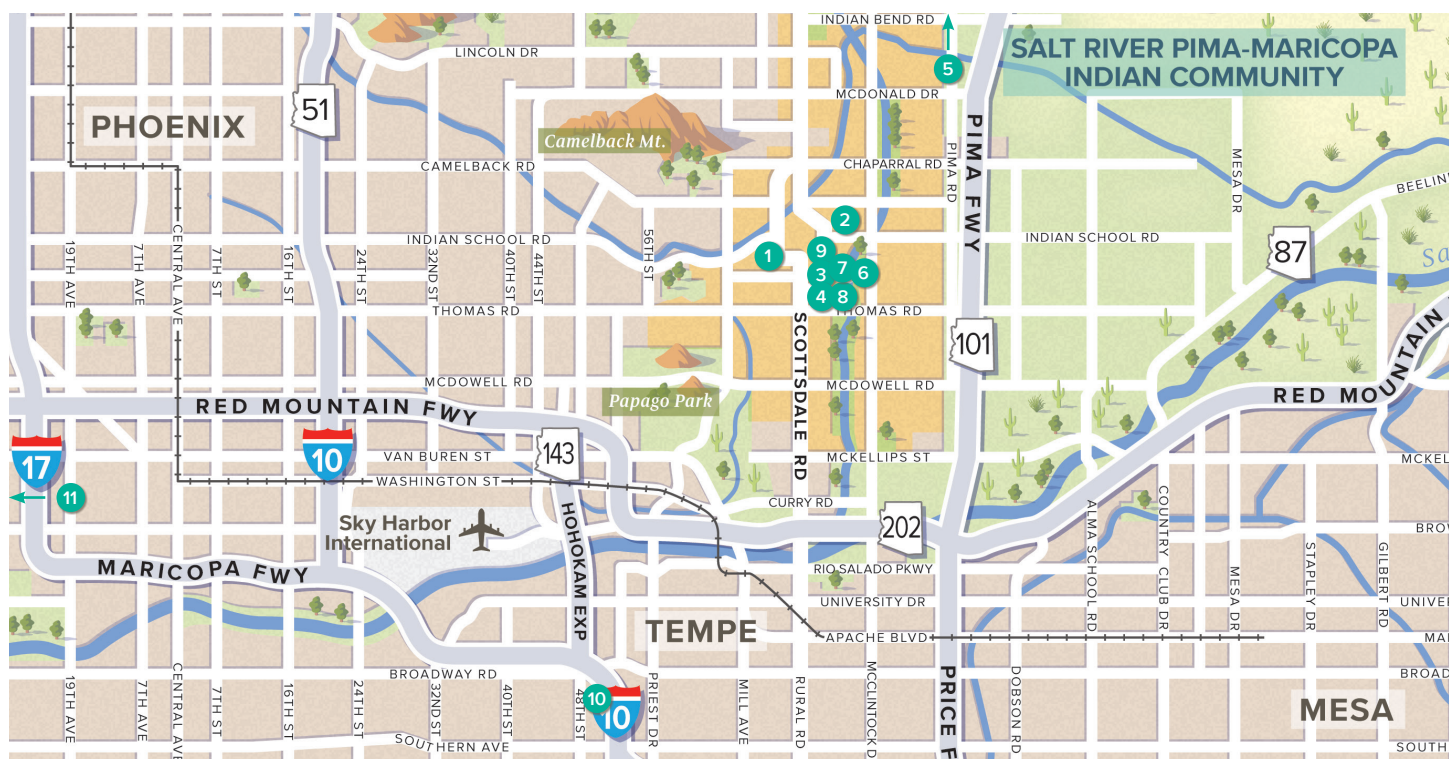 INDIAN BEND RD
LINCOLN DR
5
SALT RIVER PIMA-MARICOPA
INDIAN COMMUNITY
51
MCDONALD DR
PHOENIX
Camelback Mt.
PIMA FWY
PIMA RD
MESA DR
CAMELBACK RD
CHAPARRAL RD
BEELIN
2
19TH AVE
7TH AVE
CENTRAL AVE
7TH ST
16TH ST
24TH ST
32ND ST
40TH ST
44TH ST
56TH ST
INDIAN SCHOOL RD
INDIAN SCHOOL RD
1
9
87
Sa
3
7
6
4
8
THOMAS RD
THOMAS RD
SCOTTSDALE RD
101
MCDOWELL RD
MCDOWELL RD
Papago Park
RED MOUNTAIN FWY
RED MOUNTAIN
17
10
VAN BUREN ST
143
MCKELLIPS ST
MCKEL
11
WASHINGTON ST
CURRY RD
Sky Harbor
International
HOHOKAM EXP
202
ALMA SCHOOL RD
COUNTRY CLUB DR
BROW
MARICOPA FWY
RIO SALADO PKWY
MESA DR
STAPLEY DR
GILBERT RD
UNIVERSITY DR
UNIVER
TEMPE
APACHE BLVD
MAI
BROADWAY RD
BROAD
19TH AVE
7TH AVE
CENTRAL AVE
7TH ST
16TH ST
24TH ST
32ND ST
40TH ST
48TH ST
10
10
PRIEST DR
MILL AVE
RURAL RD
MCCLINTOCK D
PRICE F
DOBSON RD
MESA
SOUTHERN AVE
SOUTH